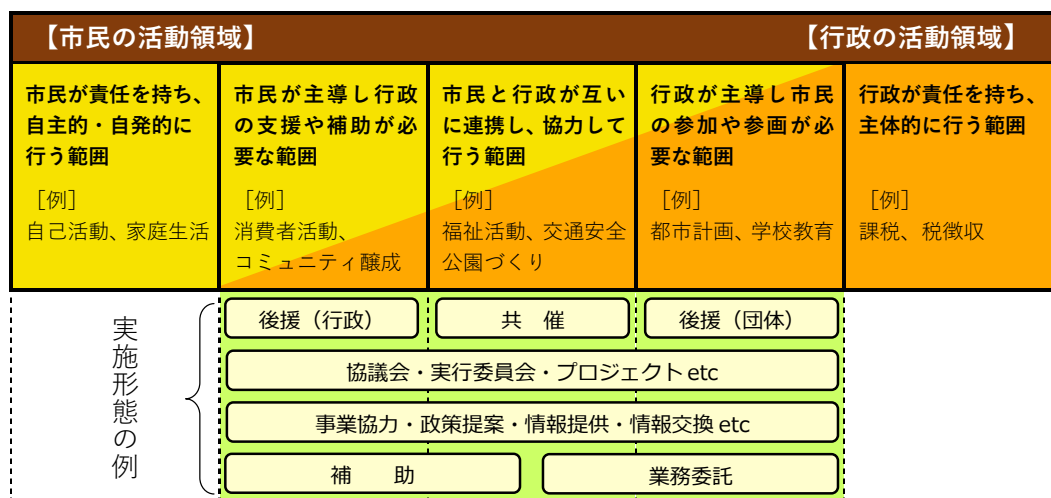 【市民の活動領域】
【行政の活動領域】
市民が責任を持ち、
自主的・自発的に
行う範囲
［例］
自己活動、家庭生活
市民が主導し行政
の支援や補助が必
要な範囲
［例］
消費者活動、
コミュニティ醸成
市民と行政が互い
に連携し、協力して
行う範囲
［例］
福祉活動、交通安全
公園づくり
行政が主導し市民
の参加や参画が必
要な範囲
［例］
都市計画、学校教育
行政が責任を持ち、
主体的に行う範囲
［例］
課税、税徴収
実施形態の例
後援（行政）
共　催
後援（団体）
協議会・実行委員会・プロジェクト etc
事業協力・政策提案・情報提供・情報交換 etc
補　助
業務委託